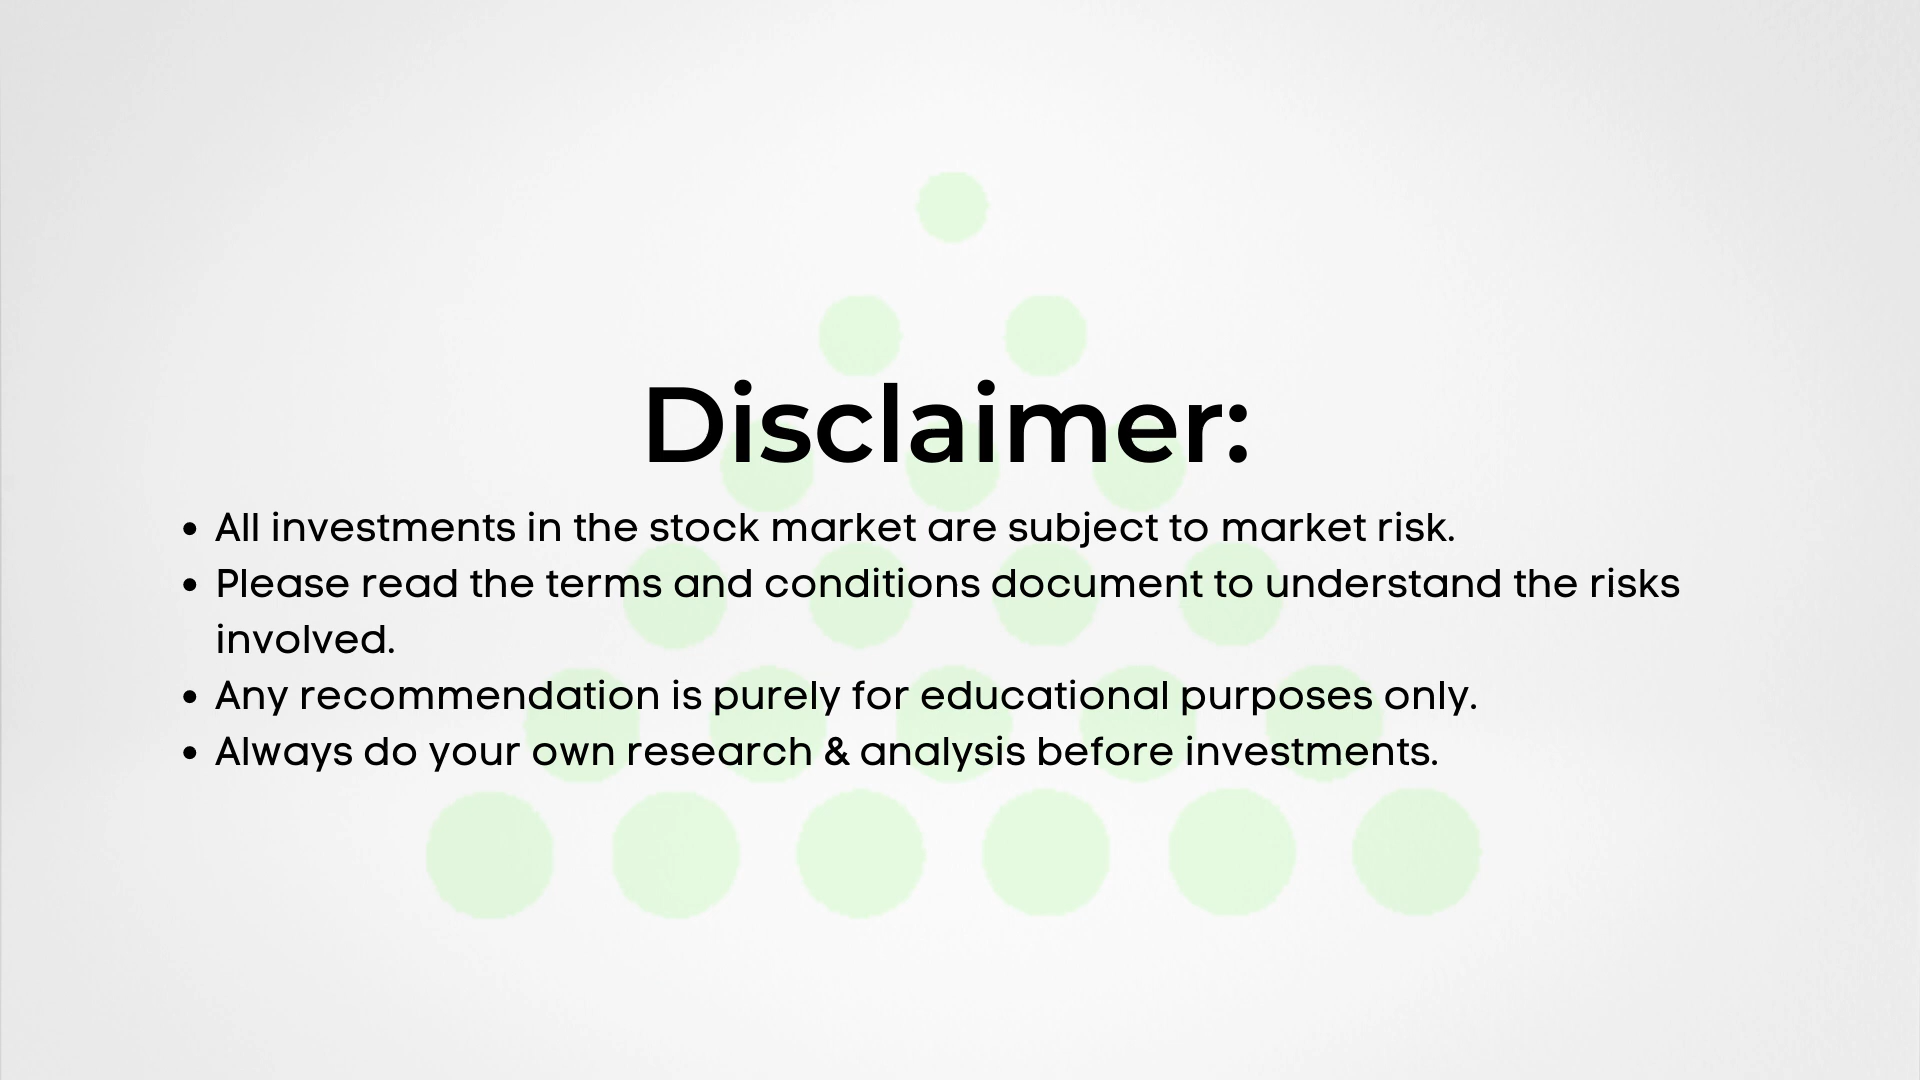 Disclaimer:
• All investments in the stock market are subject to market risk.
• Please read the terms and conditions document to understand the risks
involved.
• Any recommendation is purely for educational purposes only.
• Always do your own research & analysis before investments.